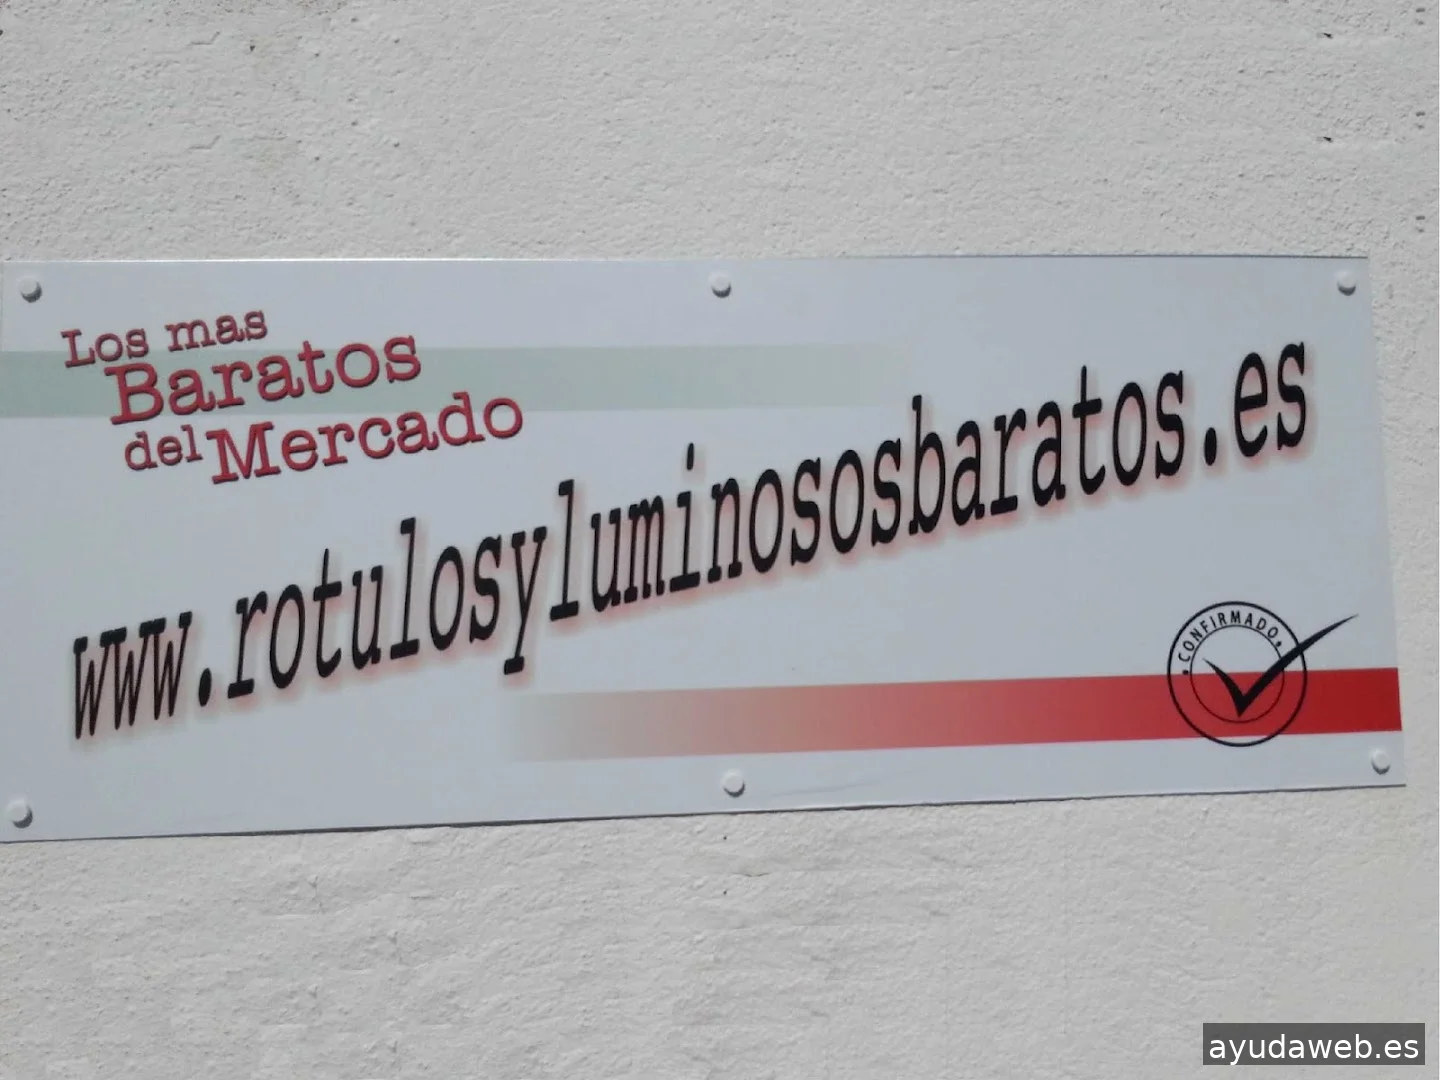 Los mas
Baratos
del Mercado
www.rotulosyluminososbaratos.es
CONFIRMADO
ayudaweb.es